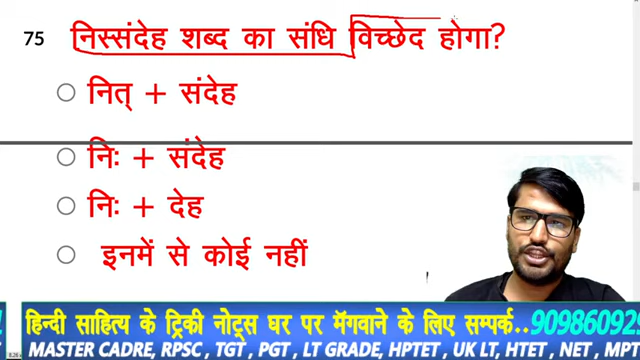 75 निस्संदेह शब्द का संधि विच्छेद होगा?
नित् + संदेह
निः + संदेह
निः + देह
इनमें से कोई नहीं
हिन्दी साहित्य के ट्रिकी नोट्स घर पर मॅगवाने के लिए सम्पर्क..909860929
MASTER CADRE, RPSC, TGT, PGT, LT GRADE, HPTET, UK LT, HTET, NET, MPT